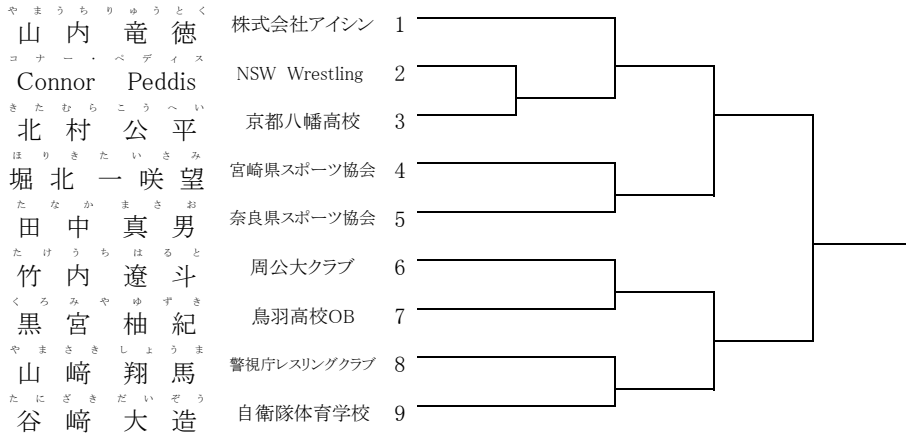 やまうちりゅうとく
山内 竜徳 株式会社アイシン 1
コナー・ペディス
Connor Peddis NSW Wrestling 2
きたむらこうへい
北村 公平 京都八幡高校 3
ほりきたいさみ
堀北 一咲望 宮崎県スポーツ協会 4
たなかまさお
田中 真男 奈良県スポーツ協会 5
たけうちはると
竹内 遼斗 周公大クラブ 6
くろみやゆずき
黒宮 柚紀 鳥羽高校OB 7
やまさきしょうま
山﨑 翔馬 警視庁レスリングクラブ 8
たにざきだいぞう
谷﨑 大造 自衛隊体育学校 9